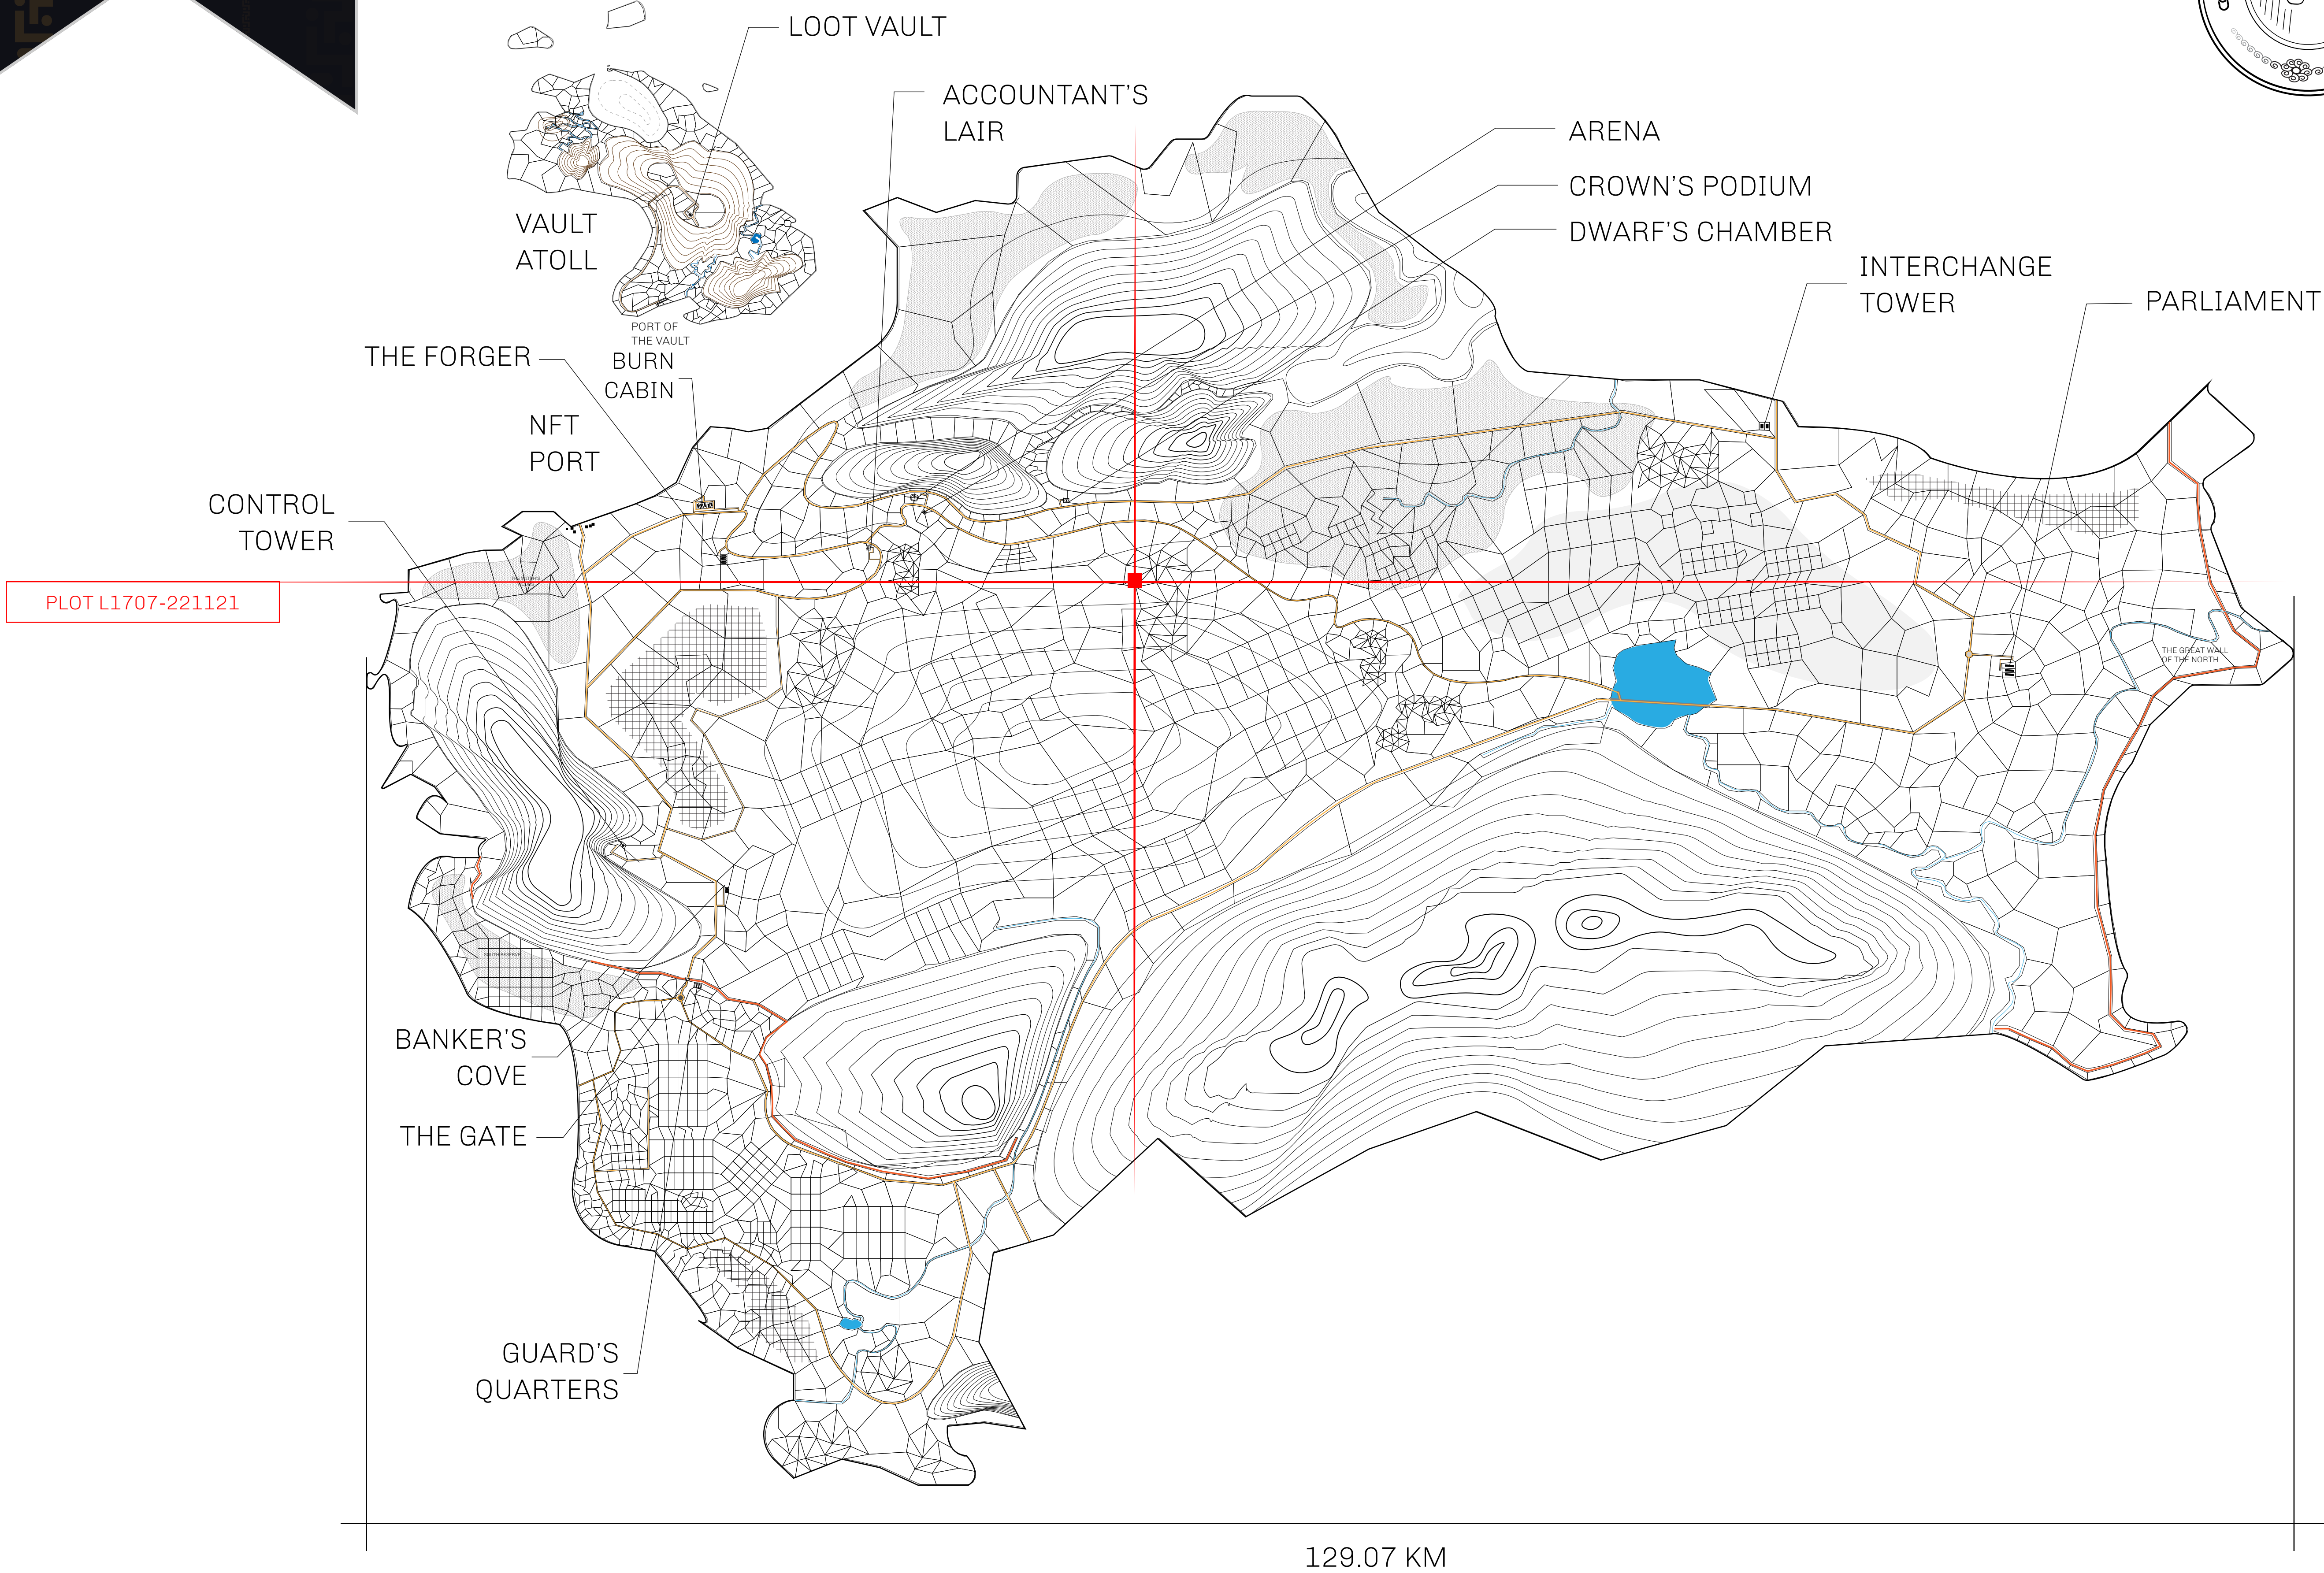 LOOT VAULT
ACCOUNTANT'S
LAIR
ARENA
CROWN'S PODIUM
DWARF'S CHAMBER
VAULT
ATOLL
INTERCHANGE
TOWER
PARLIAMENT
PORT OF
THE VAULT
THE FORGER
BURN
CABIN
NFT
PORT
CONTROL
TOWER
PLOT L1707-221121
THE GREAT WALL
OF THE NORTH
SOUTH RESERVE
BANKER'S
COVE
THE GATE
GUARD'S
QUARTERS
129.07 KM